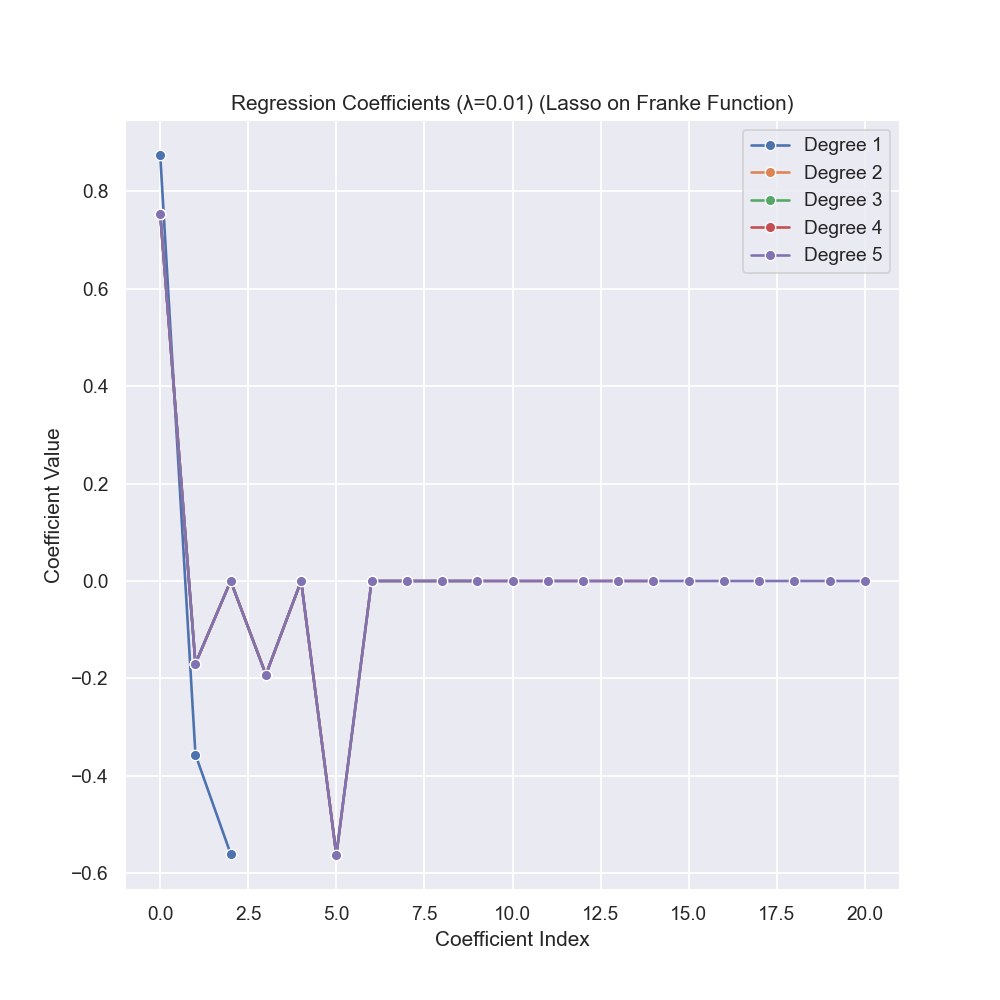 Regression Coefficients (λ=0.01) (Lasso on Franke Function)
Degree 1
Degree 2
Degree 3
Degree 4
Degree 5
Coefficient Value
0.8
0.6
0.4
0.2
0.0
−0.2
−0.4
−0.6
0.0 2.5 5.0 7.5 10.0 12.5 15.0 17.5 20.0
Coefficient Index